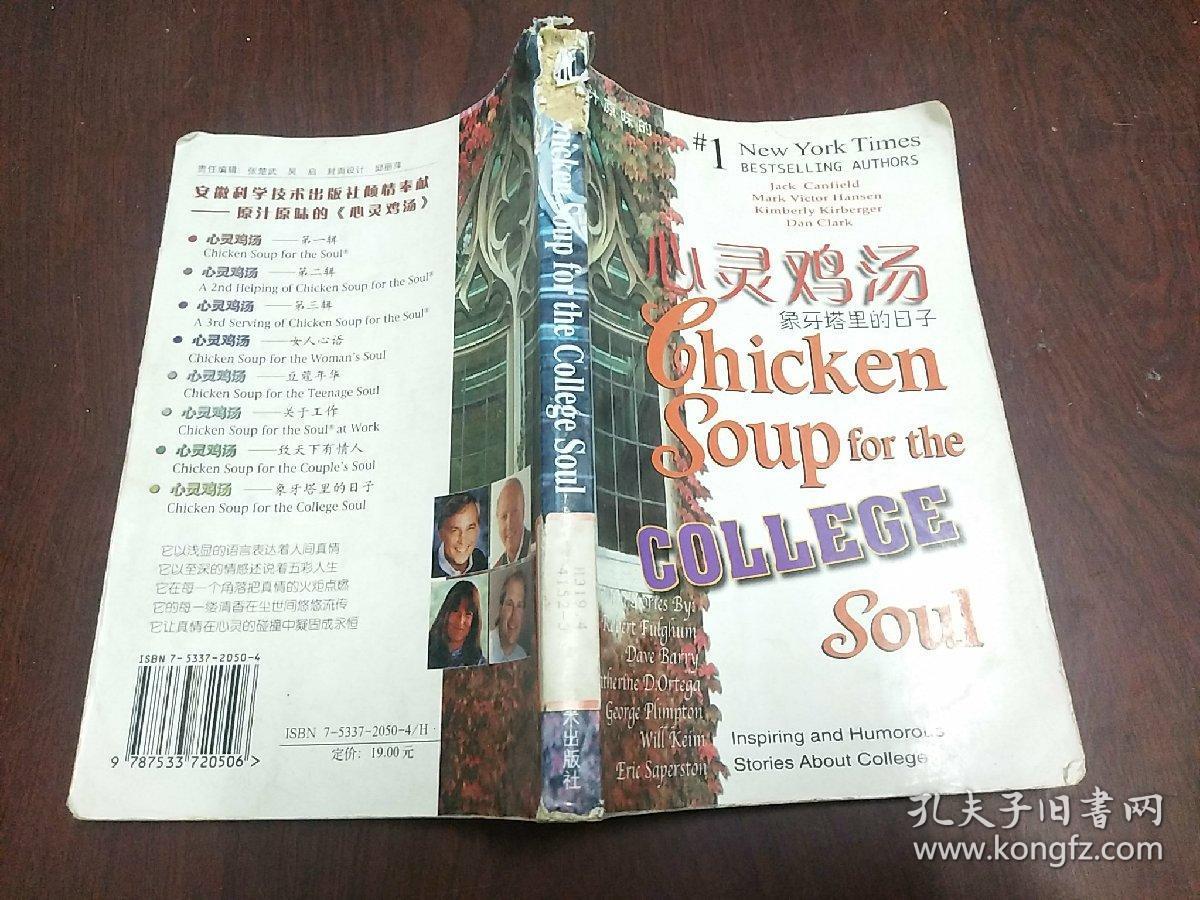 责任编辑: 张楚武 吴 启 封面设计 邱丽萍
安徽科学技术出版社倾情奉献
—— 原汁原味的《心灵鸡汤》
心灵鸡汤 ——第一辑
Chicken Soup for the Soul®
心灵鸡汤 ——第二辑
A 2nd Helping of Chicken Soup for the Soul®
心灵鸡汤 ——第三辑
A 3rd Serving of Chicken Soup for the Soul®
心灵鸡汤 ——女人心语
Chicken Soup for the Woman's Soul
心灵鸡汤 ——豆蔻年华
Chicken Soup for the Teenage Soul
心灵鸡汤 ——关于工作
Chicken Soup for the Soul® at Work
心灵鸡汤 ——致天下有情人
Chicken Soup for the Couple's Soul
心灵鸡汤 ——象牙塔里的日子
Chicken Soup for the College Soul
它以浅显的语言表达着人间真情
它以至深的情感述说着五彩人生
它在每一个角落把真情的火炬点燃
它的每一缕清香在尘世间悠悠流传
它让真情在心灵的碰撞中凝固成永恒
ISBN 7-5337-2050-4
9 787533 720506 >
ISBN 7-5337-2050-4/H
定价: 19.00 元
Chicken Soup for the College Soul
H319.4
术出版社
汁原味的
#1 New York Times
BESTSELLING AUTHORS
Jack Canfield
Mark Victor Hansen
Kimberly Kirberger
Dan Clark
心灵鸡汤
象牙塔里的日子
Chicken
Soup for the
COLLEGE
Soul
Stories By:
Robert Fulghum
Dave Barry
Catherine D. Ortega
George Plimpton
Will Keim
Eric Saperston
Inspiring and Humorous
Stories About College
孔夫子旧书网
www.kongfz.com